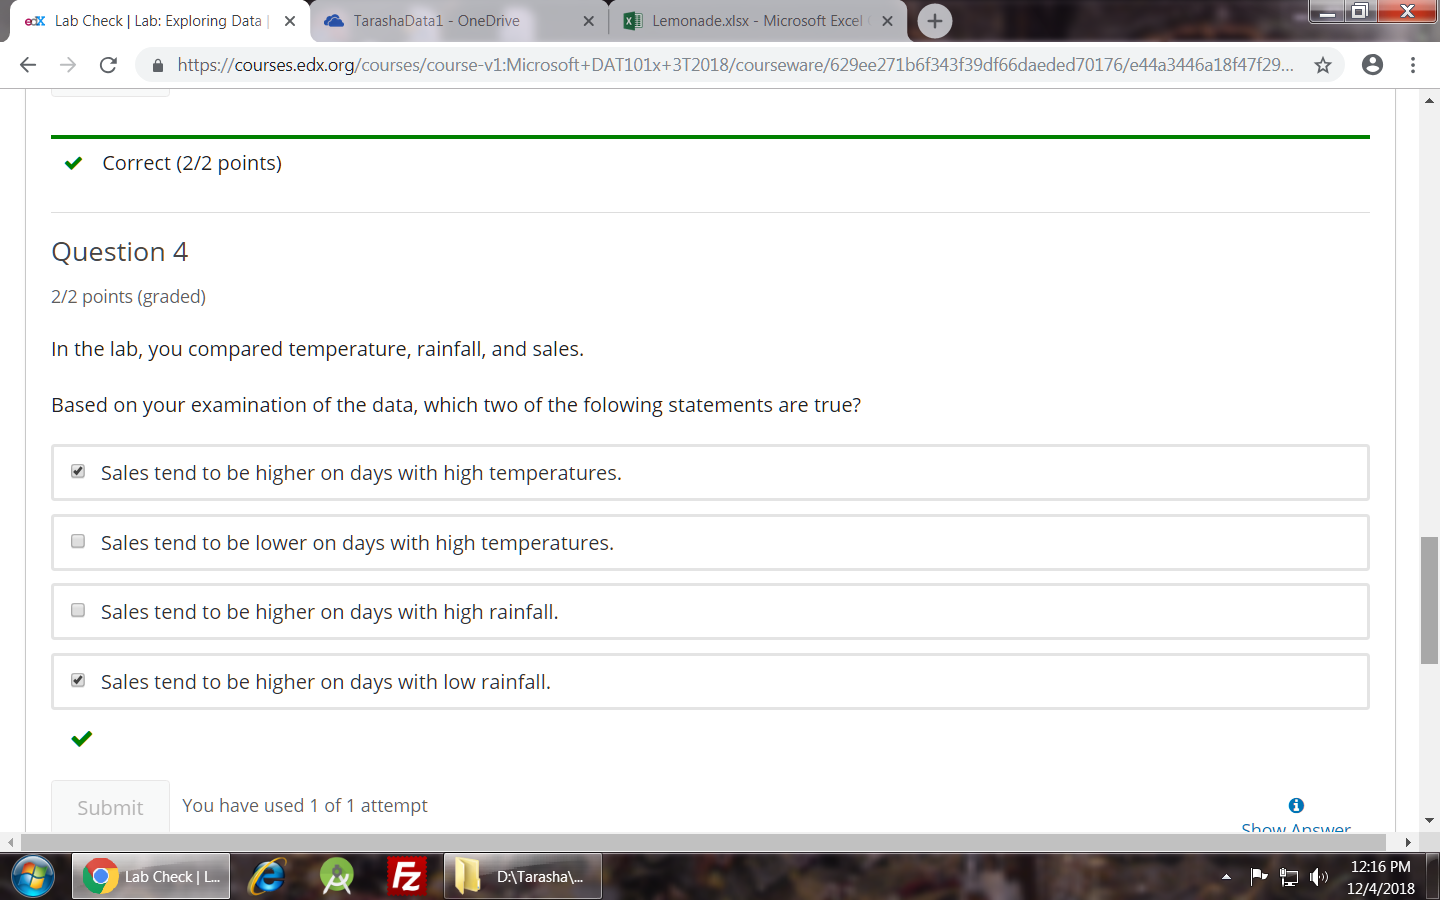 edX Lab Check | Lab: Exploring Data |
TarashaData1 - OneDrive
Lemonade.xlsx - Microsoft Excel
https://courses.edx.org/courses/course-v1:Microsoft+DAT101x+3T2018/courseware/629ee271b6f343f39df66daeded70176/e44a3446a18f47f29...
Correct (2/2 points)
Question 4
2/2 points (graded)
In the lab, you compared temperature, rainfall, and sales.
Based on your examination of the data, which two of the folowing statements are true?
Sales tend to be higher on days with high temperatures.
Sales tend to be lower on days with high temperatures.
Sales tend to be higher on days with high rainfall.
Sales tend to be higher on days with low rainfall.
Submit
You have used 1 of 1 attempt
Show Answer
Lab Check | L...
Fz
D:\Tarasha\...
12:16 PM
12/4/2018